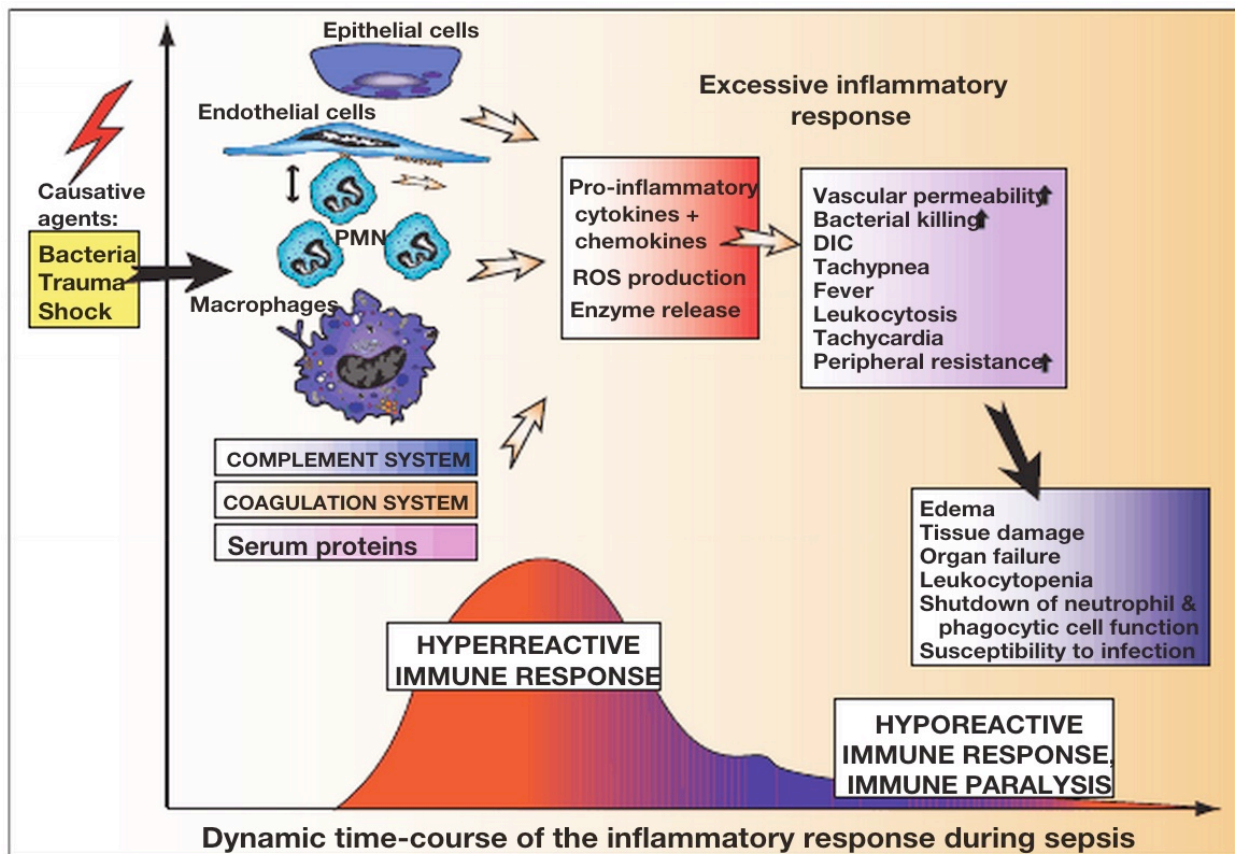 Epithelial cells
Endothelial cells
PMN
Macrophages
Causative
agents:
Bacteria
Trauma
Shock
COMPLEMENT SYSTEM
COAGULATION SYSTEM
Serum proteins
Excessive inflammatory
response
Pro-inflammatory
cytokines +
chemokines
ROS production
Enzyme release
Vascular permeability
Bacterial killing
DIC
Tachypnea
Fever
Leukocytosis
Tachycardia
Peripheral resistance
Edema
Tissue damage
Organ failure
Leukocytopenia
Shutdown of neutrophil &
phagocytic cell function
Susceptibility to infection
HYPERREACTIVE
IMMUNE RESPONSE
HYPOREACTIVE
IMMUNE RESPONSE,
IMMUNE PARALYSIS
Dynamic time-course of the inflammatory response during sepsis